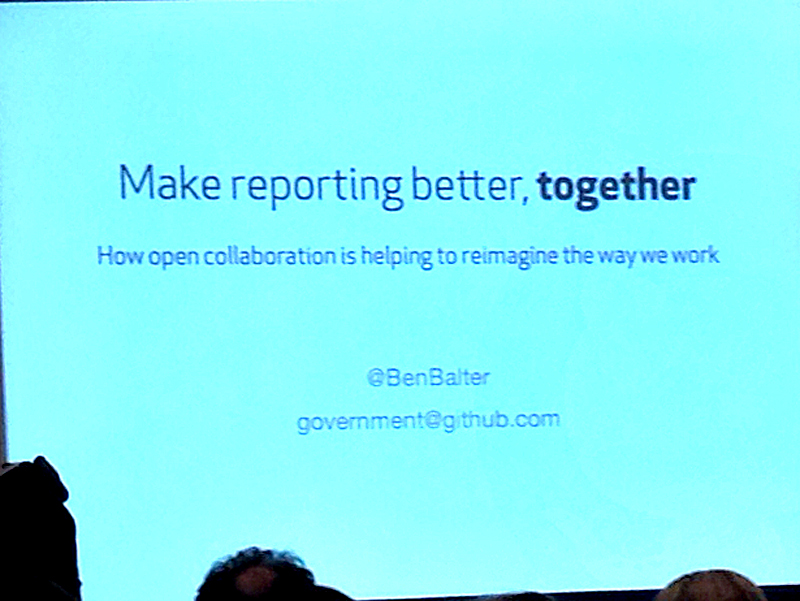 Make reporting better, together
How open collaboration is helping to reimagine the way we work
@BenBalter
government@github.com